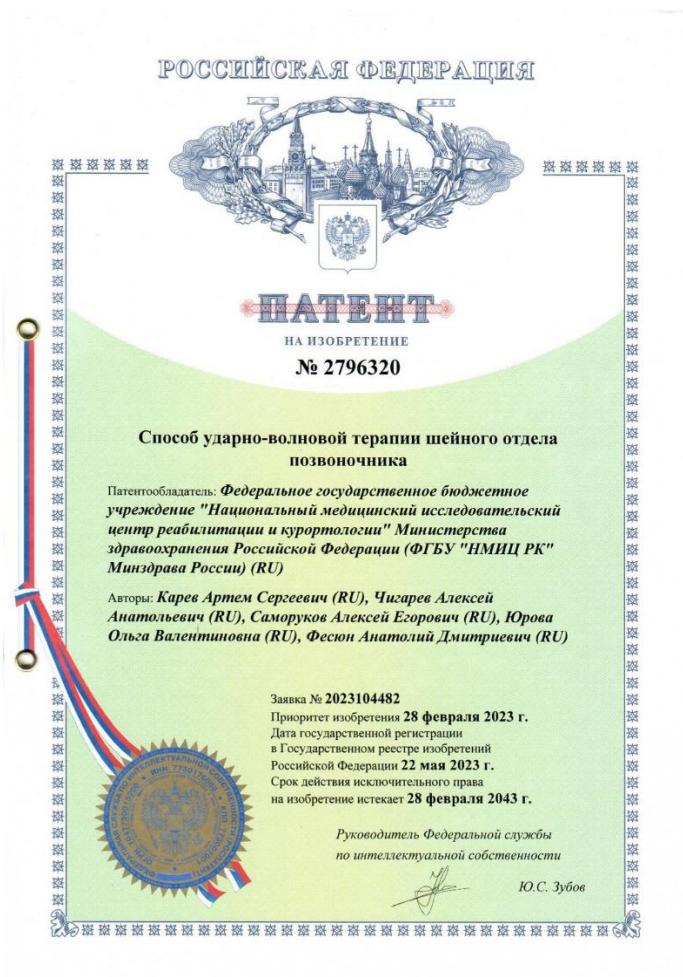 РОССИЙСКАЯ ФЕДЕРАЦИЯ
ПАТЕНТ
НА ИЗОБРЕТЕНИЕ
№ 2796320
Способ ударно-волновой терапии шейного отдела
позвоночника
Патентообладатель: Федеральное государственное бюджетное
учреждение "Национальный медицинский исследовательский
центр реабилитации и курортологии" Министерства
здравоохранения Российской Федерации (ФГБУ "НМИЦ РК"
Минздрава России) (RU)
Авторы: Карев Артем Сергеевич (RU), Чигарев Алексей
Анатольевич (RU), Саморуков Алексей Егорович (RU), Юрова
Ольга Валентиновна (RU), Фесюн Анатолий Дмитриевич (RU)
Заявка № 2023104482
Приоритет изобретения 28 февраля 2023 г.
Дата государственной регистрации
в Государственном реестре изобретений
Российской Федерации 22 мая 2023 г.
Срок действия исключительного права
на изобретение истекает 28 февраля 2043 г.
Руководитель Федеральной службы
по интеллектуальной собственности
Ю.С. Зубов